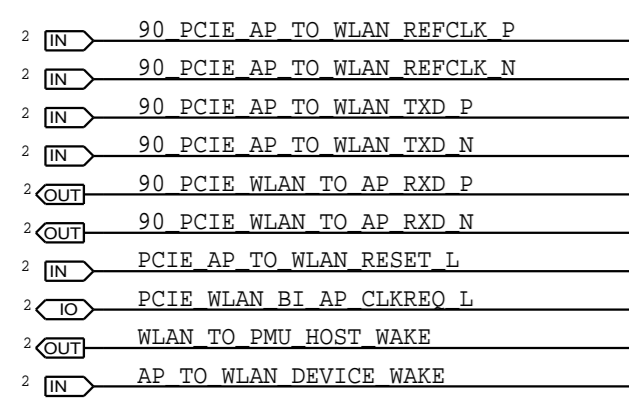 2 IN 90_PCIE_AP_TO_WLAN_REFCLK_P
2 IN 90_PCIE_AP_TO_WLAN_REFCLK_N
2 IN 90_PCIE_AP_TO_WLAN_TXD_P
2 IN 90_PCIE_AP_TO_WLAN_TXD_N
2 OUT 90_PCIE_WLAN_TO_AP_RXD_P
2 OUT 90_PCIE_WLAN_TO_AP_RXD_N
2 IN PCIE_AP_TO_WLAN_RESET_L
2 IO PCIE_WLAN_BI_AP_CLKREQ_L
2 OUT WLAN_TO_PMU_HOST_WAKE
2 IN AP_TO_WLAN_DEVICE_WAKE